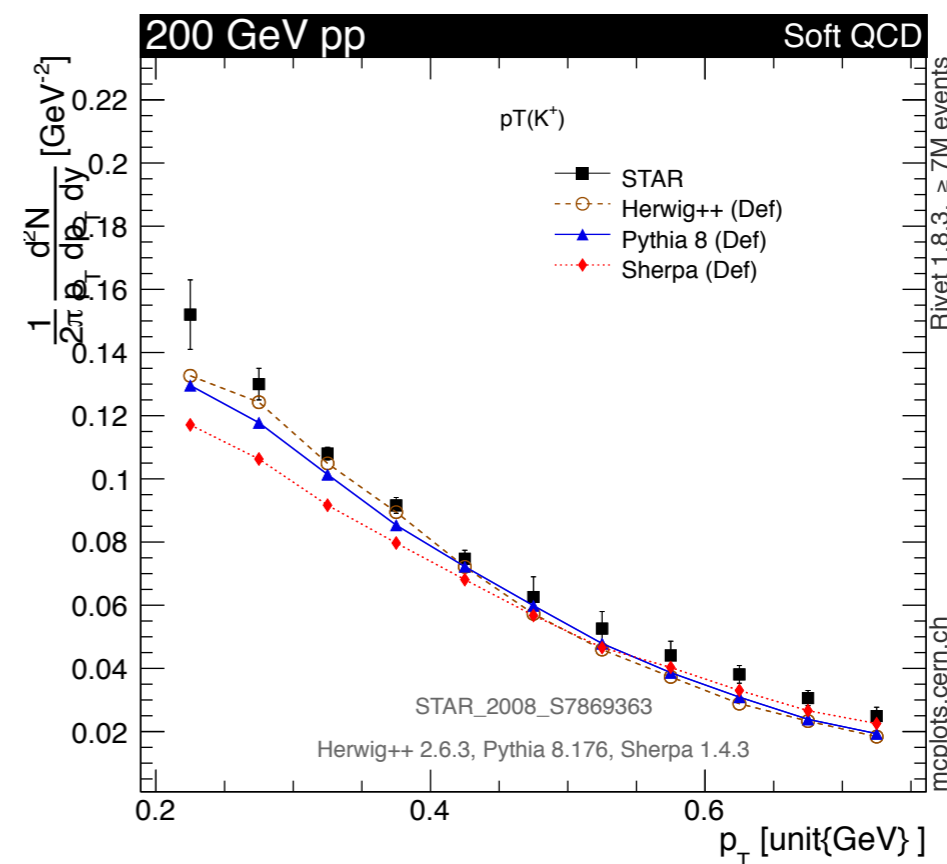 200 GeV pp Soft QCD
1/2π p_T d²N/dp_T dy [GeV⁻²]
pT(K⁺)
STAR
Herwig++ (Def)
Pythia 8 (Def)
Sherpa (Def)
0.22
0.2
0.18
0.16
0.14
0.12
0.1
0.08
0.06
0.04
0.02
STAR_2008_S7869363
Herwig++ 2.6.3, Pythia 8.176, Sherpa 1.4.3
0.2 0.4 0.6
p_T [unit{GeV} ]
Rivet 1.8.3, ≥ 7M events
mcplots.cern.ch